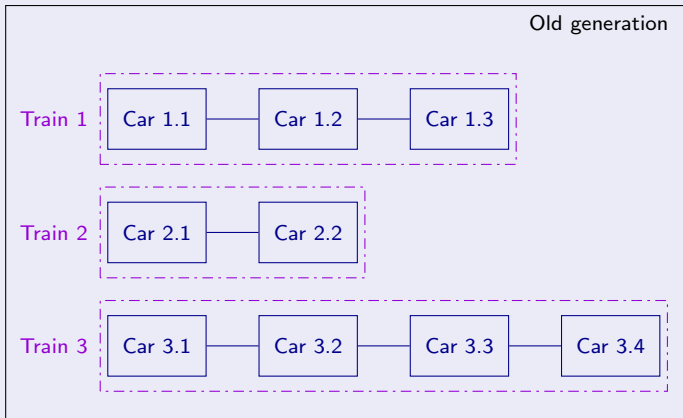 Old generation
Train 1 Car 1.1 Car 1.2 Car 1.3
Train 2 Car 2.1 Car 2.2
Train 3 Car 3.1 Car 3.2 Car 3.3 Car 3.4